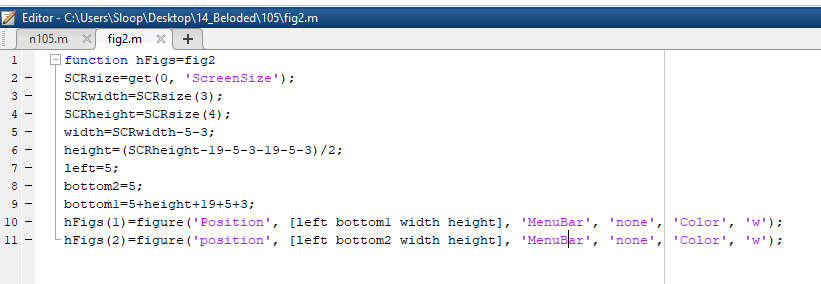 Editor - C:\Users\Sloop\Desktop\14_Beloded\105\fig2.m
n105.m fig2.m
1 function hFigs=fig2
2 SCRsize=get(0, 'ScreenSize');
3 SCRwidth=SCRsize(3);
4 SCRheight=SCRsize(4);
5 width=SCRwidth-5-3;
6 height=(SCRheight-19-5-3-19-5-3)/2;
7 left=5;
8 bottom2=5;
9 bottom1=5+height+19+5+3;
10 hFigs(1)=figure('Position', [left bottom1 width height], 'MenuBar', 'none', 'Color', 'w');
11 hFigs(2)=figure('position', [left bottom2 width height], 'MenuBar', 'none', 'Color', 'w');